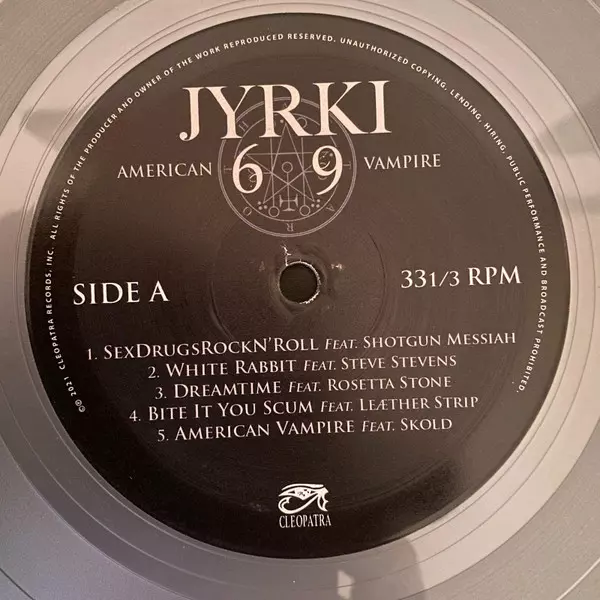 ©℗ 2021 CLEOPATRA RECORDS, INC. ALL RIGHTS OF THE PRODUCER AND OWNER OF THE WORK REPRODUCED RESERVED. UNAUTHORIZED COPYING, LENDING, HIRING, PUBLIC PERFORMANCE AND BROADCAST PROHIBITED.
JYRKI
AMERICAN 69 VAMPIRE
SIDE A
33 1/3 RPM
1. SEXDRUGSROCKN'ROLL FEAT. SHOTGUN MESSIAH
2. WHITE RABBIT FEAT. STEVE STEVENS
3. DREAMTIME FEAT. ROSETTA STONE
4. BITE IT YOU SCUM FEAT. LEÆTHER STRIP
5. AMERICAN VAMPIRE FEAT. SKOLD
CLEOPATRA